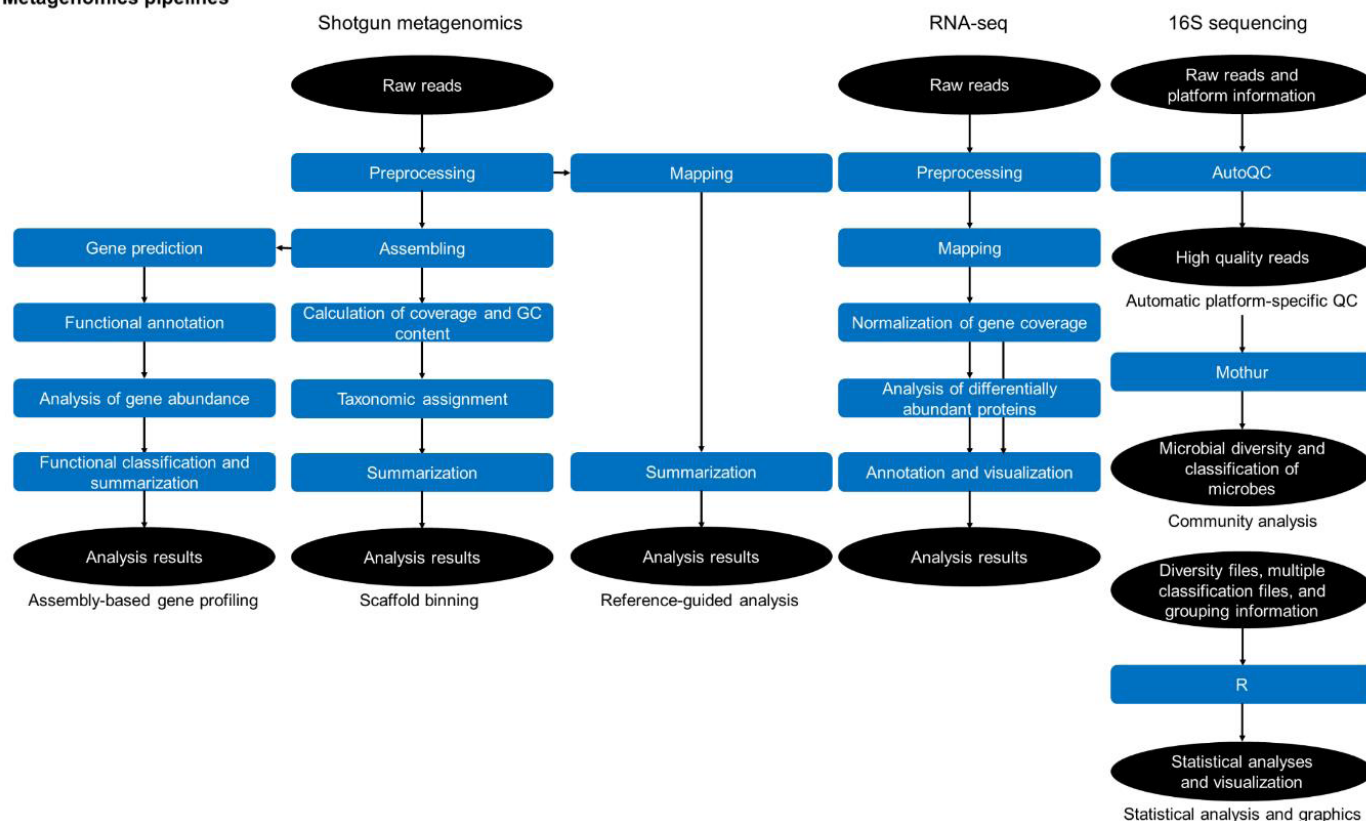 Metagenomics pipelines
Shotgun metagenomics
RNA-seq
16S sequencing
Raw reads
Raw reads
Raw reads and
platform information
Preprocessing
Mapping
Preprocessing
AutoQC
Gene prediction
Assembling
Mapping
High quality reads
Automatic platform-specific QC
Functional annotation
Calculation of coverage and GC
content
Normalization of gene coverage
Mothur
Analysis of gene abundance
Taxonomic assignment
Analysis of differentially
abundant proteins
Microbial diversity and
classification of
microbes
Community analysis
Functional classification and
summarization
Summarization
Summarization
Annotation and visualization
Analysis results
Analysis results
Analysis results
Analysis results
Assembly-based gene profiling
Scaffold binning
Reference-guided analysis
Diversity files, multiple
classification files, and
grouping information
R
Statistical analyses
and visualization
Statistical analysis and graphics